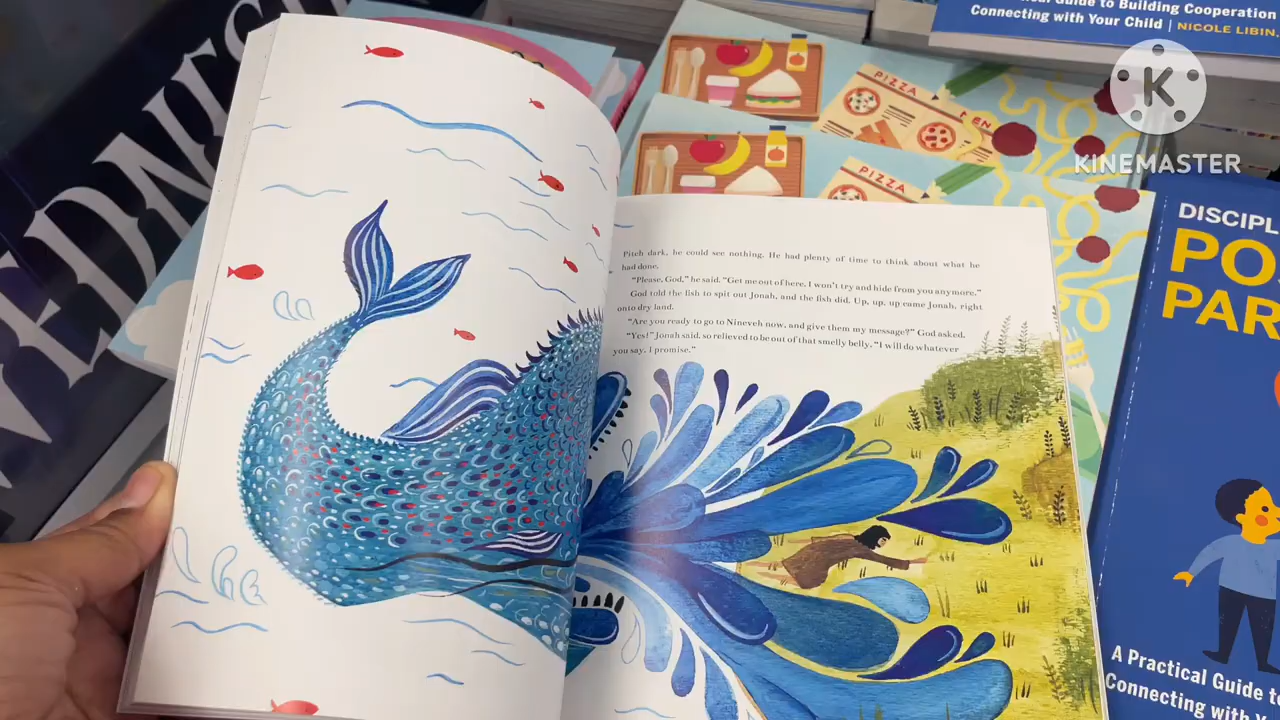 EDNES
cal Guide to Building Cooperation
Connecting with Your Child | NICOLE LIBIN,
K
KINEMASTER
PIZZA
EN
PIZZA
Pitch dark, he could see nothing. He had plenty of time to think about what he
had done.
"Please, God," he said. "Get me out of here. I won't try and hide from you anymore."
God told the fish to spit out Jonah, and the fish did. Up, up, up came Jonah, right
onto dry land.
"Are you ready to go to Nineveh now, and give them my message?" God asked.
"Yes!" Jonah said, so relieved to be out of that smelly belly, "I will do whatever
you say. I promise."
DISCIPL
PO
PAR
A Practical Guide to
Connecting with Y